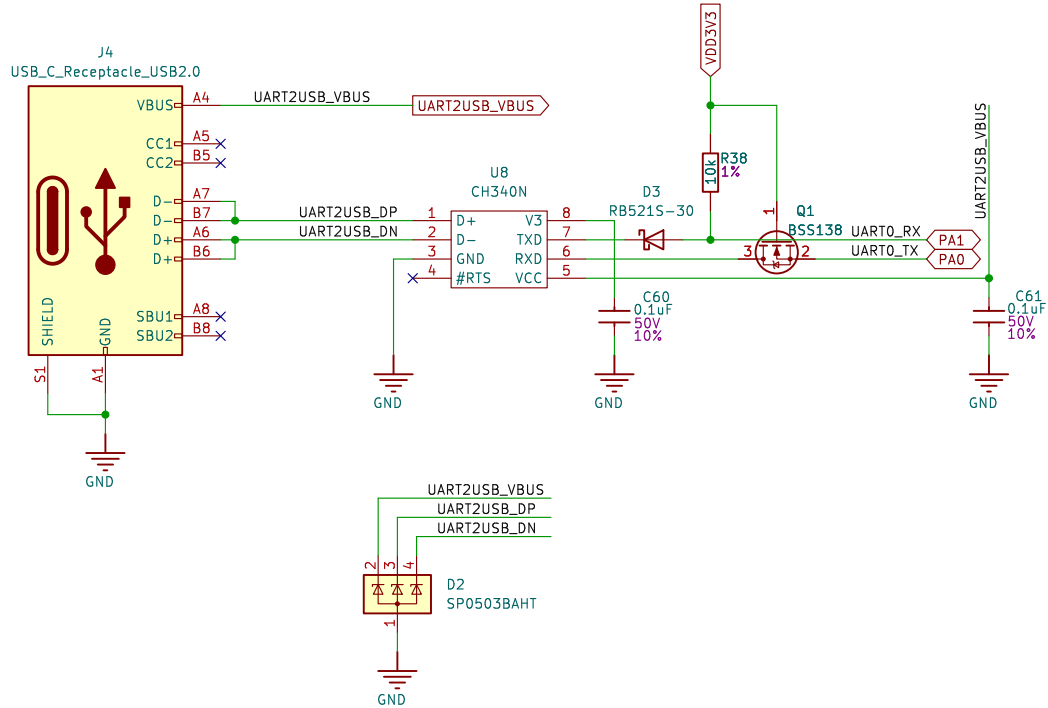 VDD3V3
J4
USB_C_Receptacle_USB2.0
VBUS
A4
UART2USB_VBUS
UART2USB_VBUS
CC1
A5
CC2
B5
D-
A7
D-
B7
D+
A6
D+
B6
SBU1
A8
SBU2
B8
SHIELD
GND
S1
A1
GND
UART2USB_DP
UART2USB_DN
U8
CH340N
1
D+
2
D-
3
GND
4
#RTS
V3
8
TXD
7
RXD
6
VCC
5
GND
D3
RB521S-30
R38
10k
1%
Q1
BSS138
1
3
2
UART0_RX
PA1
UART0_TX
PA0
UART2USB_VBUS
C60
0.1uF
50V
10%
GND
C61
0.1uF
50V
10%
GND
UART2USB_VBUS
UART2USB_DP
UART2USB_DN
2
3
4
D2
SP0503BAHT
1
GND